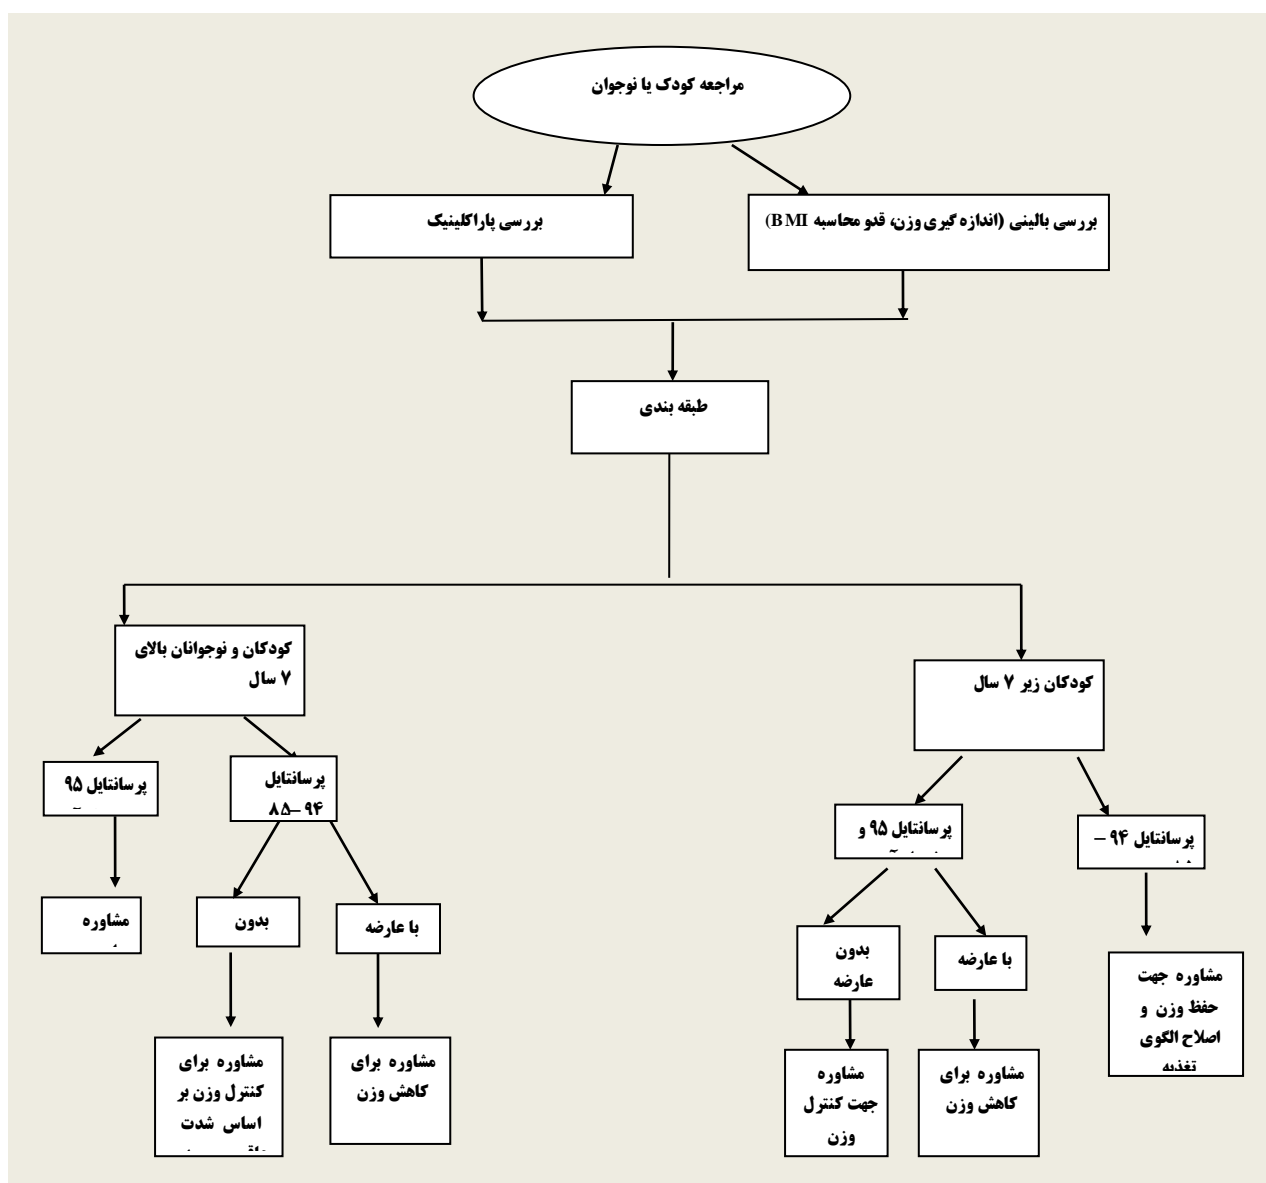 مراجعه کودک یا نوجوان
بررسی بالینی (اندازه گیری وزن، قدو محاسبه BMI)
بررسی پاراکلینیک
طبقه بندی
کودکان زیر ۷ سال
کودکان و نوجوانان بالای
۷ سال
پرسانتایل ۹۴ –
پرسانتایل ۹۵ و
پرسانتایل
۹۴–۸۵
پرسانتایل ۹۵
با عارضه
بدون
عارضه
با عارضه
بدون
مشاوره
مشاوره جهت
حفظ وزن و
اصلاح الگوی
تغذیه
مشاوره برای
کاهش وزن
مشاوره
جهت کنترل
وزن
مشاوره برای
کاهش وزن
مشاوره برای
کنترل وزن بر
اساس شدت